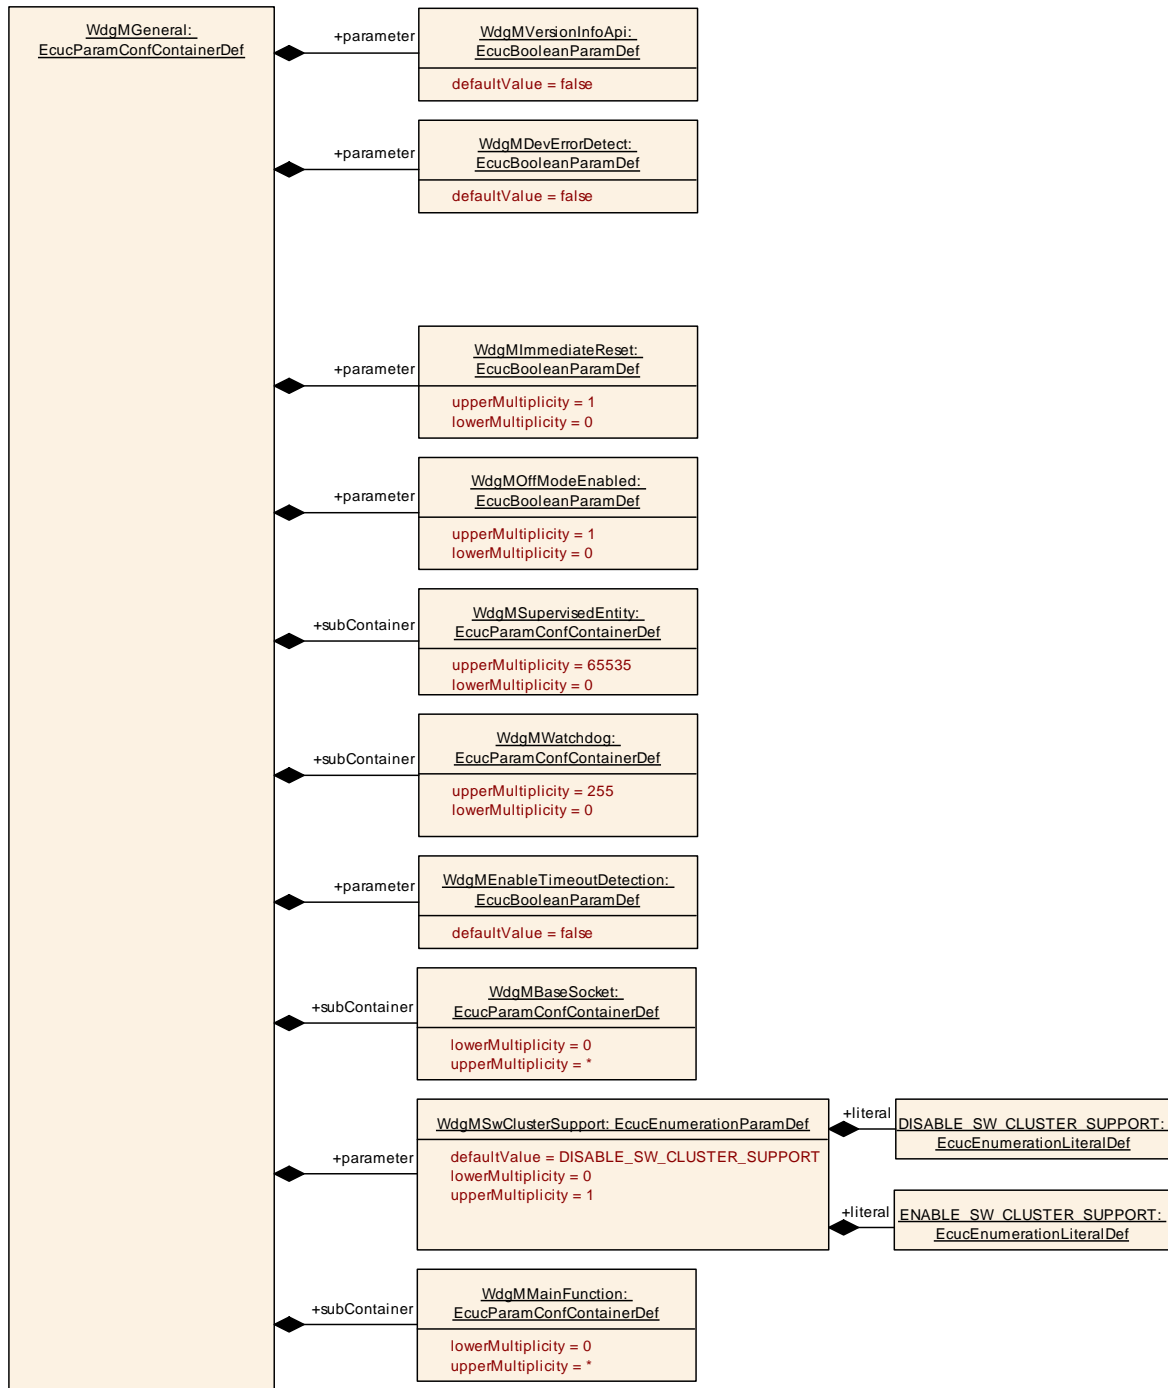 WdgMGeneral:
EcucParamConfContainerDef
+parameter
WdgMVersionInfoApi:
EcucBooleanParamDef
defaultValue = false
+parameter
WdgMDevErrorDetect:
EcucBooleanParamDef
defaultValue = false
+parameter
WdgMImmediateReset:
EcucBooleanParamDef
upperMultiplicity = 1
lowerMultiplicity = 0
+parameter
WdgMOffModeEnabled:
EcucBooleanParamDef
upperMultiplicity = 1
lowerMultiplicity = 0
+subContainer
WdgMSupervisedEntity:
EcucParamConfContainerDef
upperMultiplicity = 65535
lowerMultiplicity = 0
+subContainer
WdgMWatchdog:
EcucParamConfContainerDef
upperMultiplicity = 255
lowerMultiplicity = 0
+parameter
WdgMEnableTimeoutDetection:
EcucBooleanParamDef
defaultValue = false
+subContainer
WdgMBaseSocket:
EcucParamConfContainerDef
lowerMultiplicity = 0
upperMultiplicity = *
+parameter
WdgMSwClusterSupport: EcucEnumerationParamDef
defaultValue = DISABLE_SW_CLUSTER_SUPPORT
lowerMultiplicity = 0
upperMultiplicity = 1
+literal
DISABLE_SW_CLUSTER_SUPPORT:
EcucEnumerationLiteralDef
+literal
ENABLE_SW_CLUSTER_SUPPORT:
EcucEnumerationLiteralDef
+subContainer
WdgMMainFunction:
EcucParamConfContainerDef
lowerMultiplicity = 0
upperMultiplicity = *